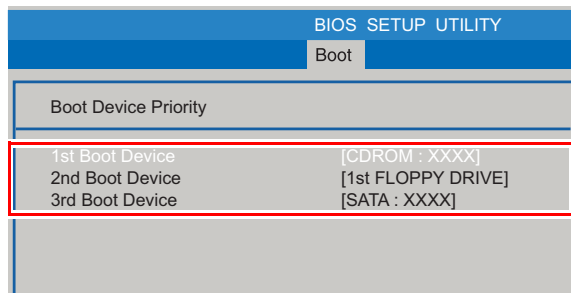 BIOS SETUP UTILITY
Boot
Boot Device Priority
1st Boot Device [CDROM : XXXX]
2nd Boot Device [1st FLOPPY DRIVE]
3rd Boot Device [SATA : XXXX]